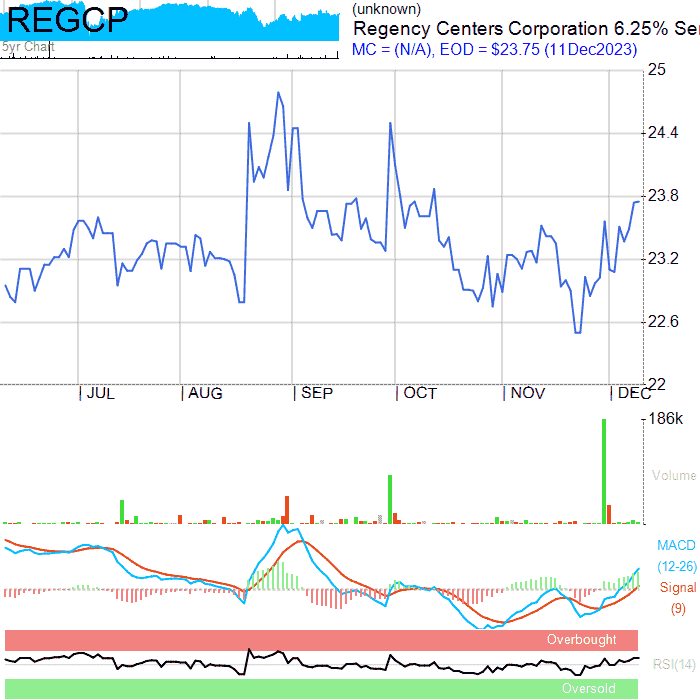 REGCP
5yr Chart
(unknown)
Regency Centers Corporation 6.25% Ser
MC = (N/A), EOD = $23.75 (11Dec2023)
25
24.4
23.8
23.2
22.6
22
JUL AUG SEP OCT NOV DEC
186k
Volume
MACD
(12-26)
Signal
(9)
Overbought
RSI(14)
Oversold